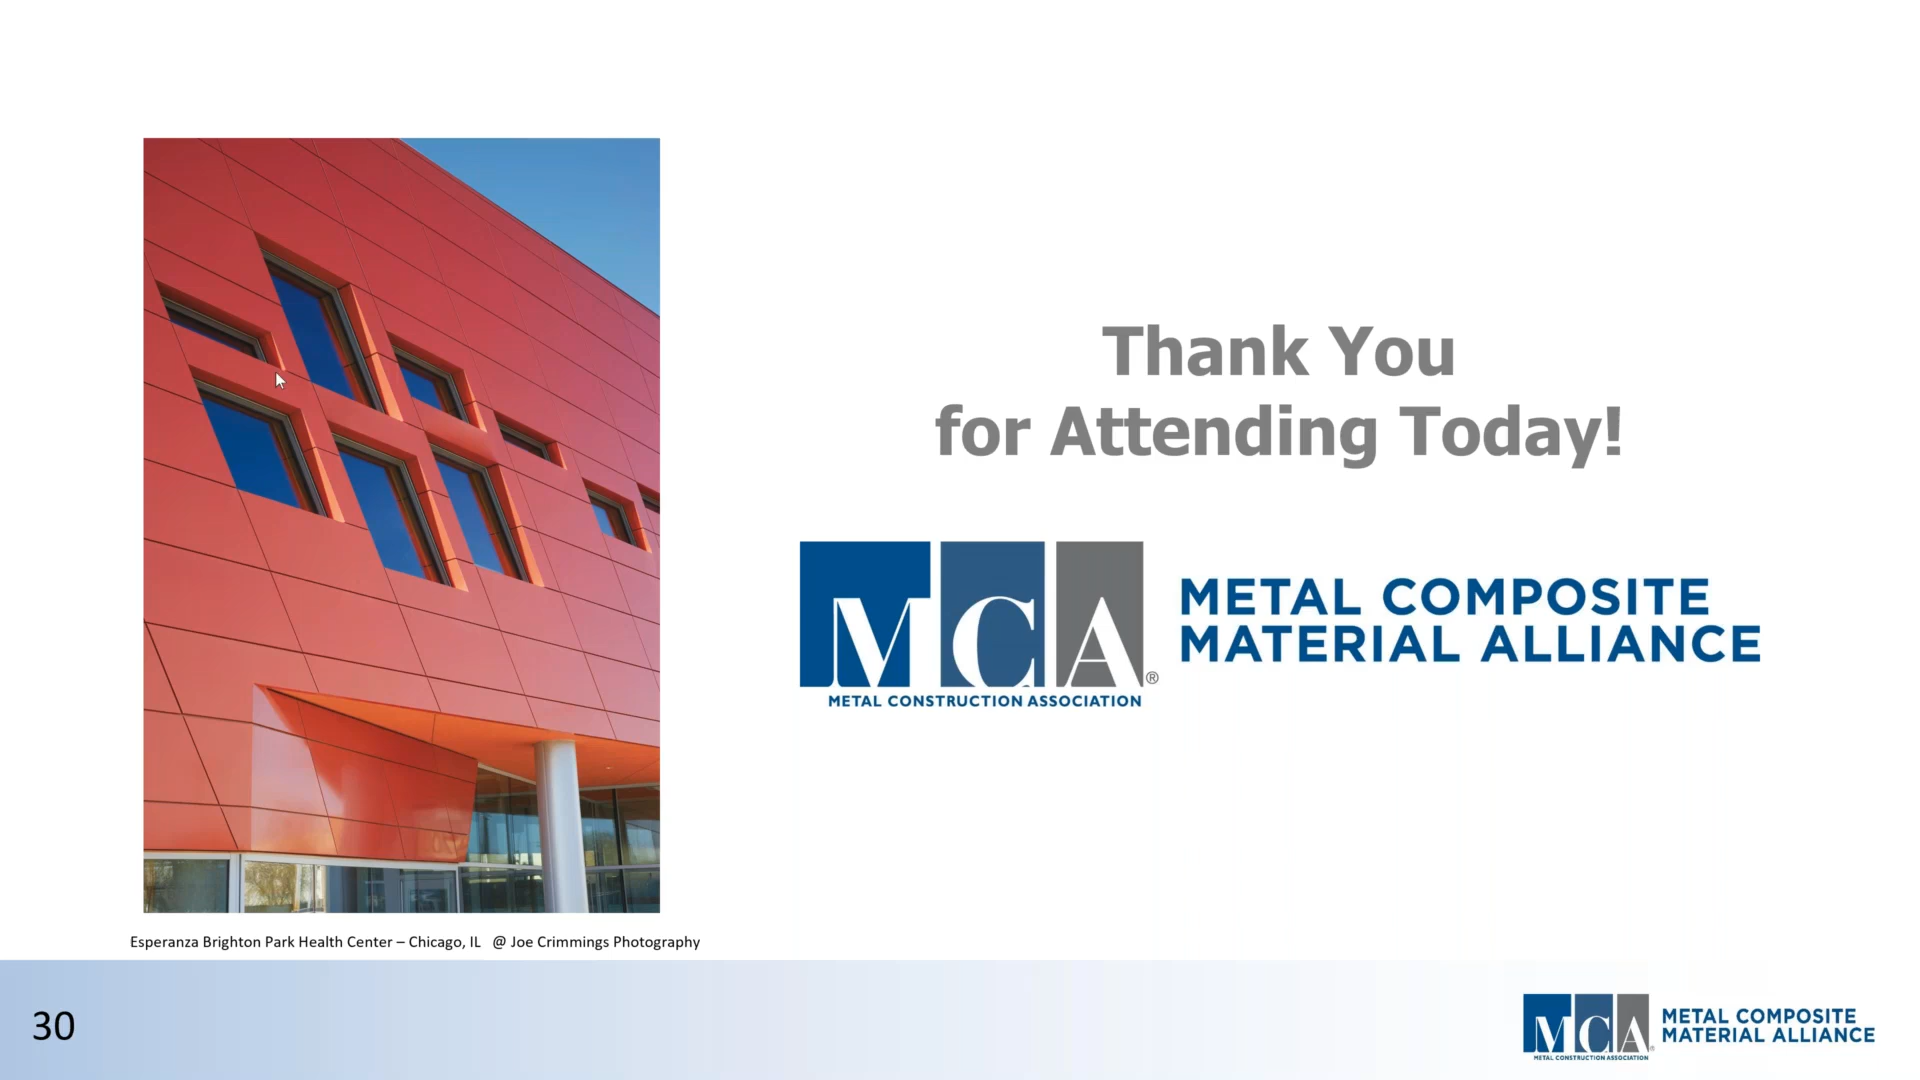 Thank You
for Attending Today!
MCA®
METAL CONSTRUCTION ASSOCIATION
METAL COMPOSITE
MATERIAL ALLIANCE
Esperanza Brighton Park Health Center – Chicago, IL @ Joe Crimmings Photography
30
MCA®
METAL CONSTRUCTION ASSOCIATION
METAL COMPOSITE
MATERIAL ALLIANCE